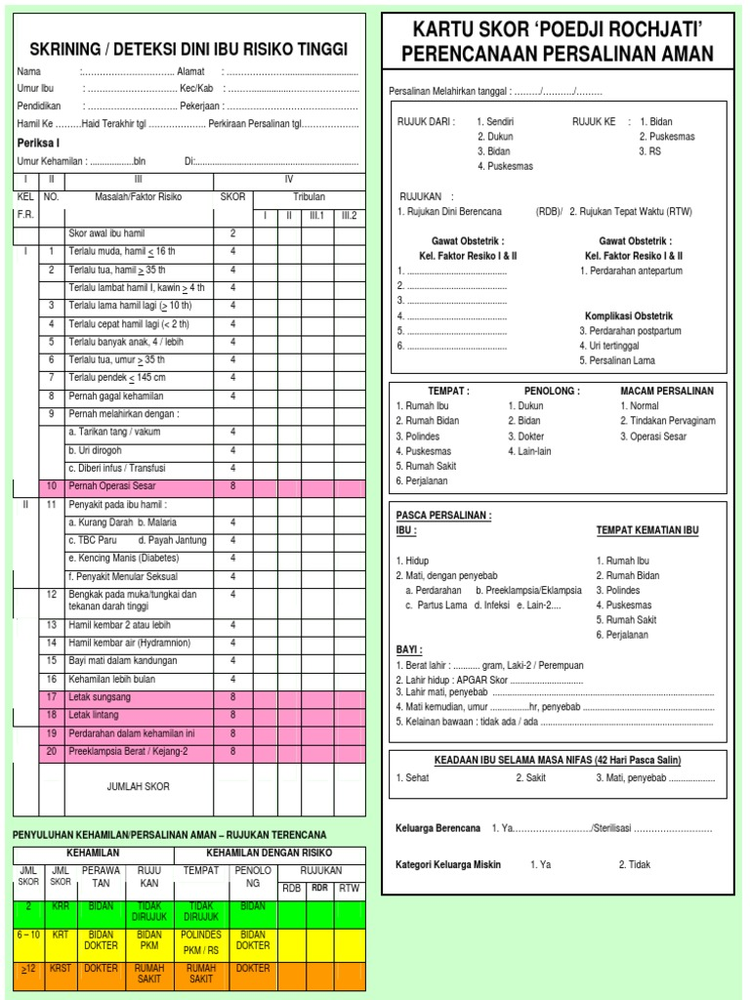 SKRINING / DETEKSI DINI IBU RISIKO TINGGI
Nama :………………………….. Alamat : …………………………………………
Umur Ibu : …………………………. Kec/Kab : …………………………………………..
Pendidikan : …………………………. Pekerjaan : …………………………………………
Hamil Ke ………Haid Terakhir tgl ……………….. Perkiraan Persalinan tgl………………..
Periksa I
Umur Kehamilan : ...............bln Di:........................................................
I II III IV
KEL NO. Masalah/Faktor Risiko SKOR Tribulan
F.R. I II III.1 III.2
Skor awal ibu hamil 2
I 1 Terlalu muda, hamil < 16 th 4
2 Terlalu tua, hamil > 35 th 4
Terlalu lambat hamil I, kawin > 4 th 4
3 Terlalu lama hamil lagi (> 10 th) 4
4 Terlalu cepat hamil lagi (< 2 th) 4
5 Terlalu banyak anak, 4 / lebih 4
6 Terlalu tua, umur > 35 th 4
7 Terlalu pendek < 145 cm 4
8 Pernah gagal kehamilan 4
9 Pernah melahirkan dengan :
a. Tarikan tang / vakum 4
b. Uri dirogoh 4
c. Diberi infus / Transfusi 4
10 Pernah Operasi Sesar 8
II 11 Penyakit pada ibu hamil :
a. Kurang Darah b. Malaria 4
c. TBC Paru d. Payah Jantung 4
e. Kencing Manis (Diabetes) 4
f. Penyakit Menular Seksual 4
12 Bengkak pada muka/tungkai dan 4
tekanan darah tinggi
13 Hamil kembar 2 atau lebih 4
14 Hamil kembar air (Hydramnion) 4
15 Bayi mati dalam kandungan 4
16 Kehamilan lebih bulan 4
17 Letak sungsang 8
18 Letak lintang 8
19 Perdarahan dalam kehamilan ini 8
20 Preeklampsia Berat / Kejang-2 8
JUMLAH SKOR
PENYULUHAN KEHAMILAN/PERSALINAN AMAN – RUJUKAN TERENCANA
KEHAMILAN KEHAMILAN DENGAN RISIKO
JML JML PERAWA RUJU TEMPAT PENOLO RUJUKAN
SKOR SKOR TAN KAN NG RDB RDR RTW
2 KRR BIDAN TIDAK TIDAK BIDAN
DIRUJUK DIRUJUK
6 – 10 KRT BIDAN BIDAN POLINDES BIDAN
DOKTER PKM PKM / RS DOKTER
>12 KRST BIDAN RUMAH RUMAH DOKTER
DOKTER SAKIT SAKIT
KARTU SKOR ‘POEDJI ROCHJATI’
PERENCANAAN PERSALINAN AMAN
Persalinan Melahirkan tanggal : ………/………./………
RUJUK DARI : 1. Sendiri RUJUK KE : 1. Bidan
2. Dukun 2. Puskesmas
3. Bidan 3. RS
4. Puskesmas
RUJUKAN :
1. Rujukan Dini Berencana (RDB)/ 2. Rujukan Tepat Waktu (RTW)
Gawat Obstetrik : Gawat Obstetrik :
Kel. Faktor Resiko I & II Kel. Faktor Resiko I & II
1. ..................................... 1. Perdarahan antepartum
2. .....................................
3. .....................................
4. ..................................... Komplikasi Obstetrik
5. ..................................... 3. Perdarahan postpartum
6. ..................................... 4. Uri tertinggal
5. Persalinan Lama
TEMPAT : PENOLONG : MACAM PERSALINAN
1. Rumah Ibu 1. Dukun 1. Normal
2. Rumah Bidan 2. Bidan 2. Tindakan Pervaginam
3. Polindes 3. Dokter 3. Operasi Sesar
4. Puskesmas 4. Lain-lain
5. Rumah Sakit
6. Perjalanan
PASCA PERSALINAN :
IBU : TEMPAT KEMATIAN IBU
1. Hidup 1. Rumah Ibu
2. Mati, dengan penyebab 2. Rumah Bidan
a. Perdarahan b. Preeklampsia/Eklampsia 3. Polindes
c. Partus Lama d. Infeksi e. Lain-2.... 4. Puskesmas
5. Rumah Sakit
6. Perjalanan
BAYI :
1. Berat lahir : .......... gram, Laki-2 / Perempuan
2. Lahir hidup : APGAR Skor ............................
3. Lahir mati, penyebab ................................................................................
4. Mati kemudian, umur ...............hr, penyebab ..................................................
5. Kelainan bawaan : tidak ada / ada ................................................................
KEADAAN IBU SELAMA MASA NIFAS (42 Hari Pasca Salin)
1. Sehat 2. Sakit 3. Mati, penyebab ..................
Keluarga Berencana 1. Ya………………………/Sterilisasi ……………………….
Kategori Keluarga Miskin 1. Ya 2. Tidak